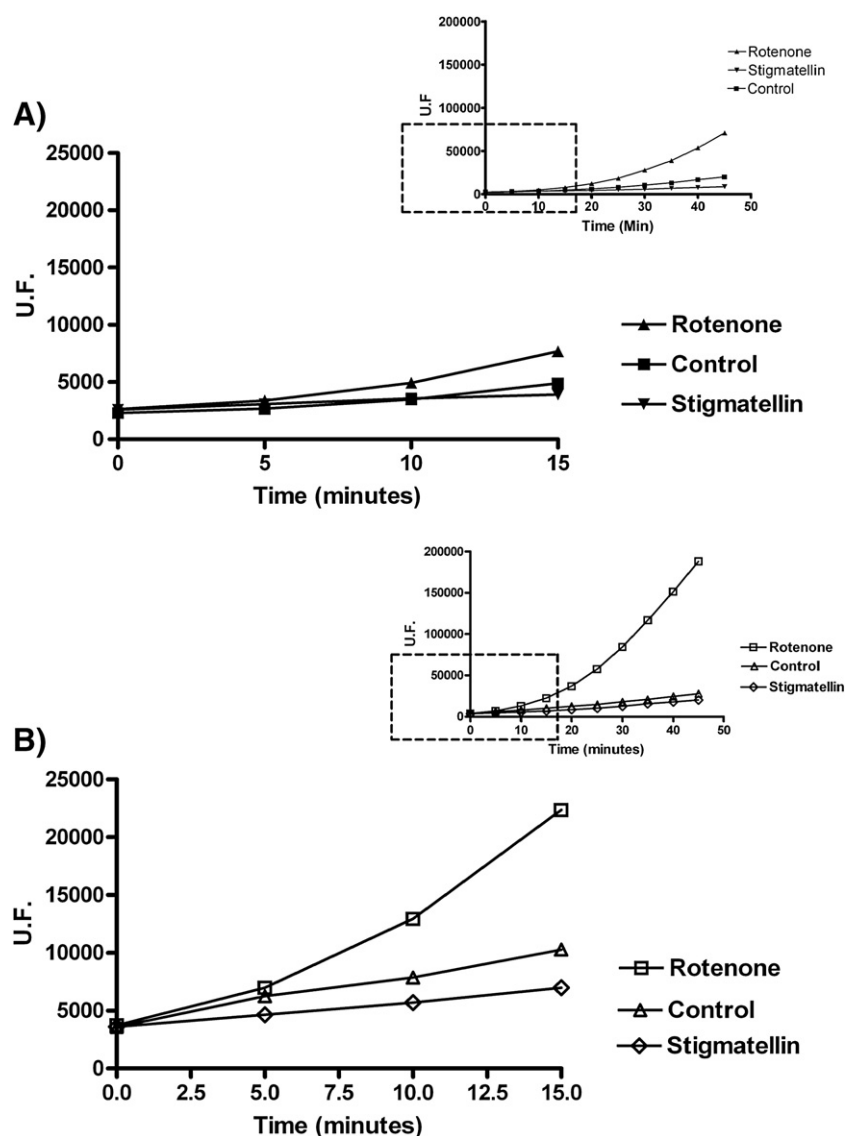 200000
150000
100000
50000
0
U.F
0 10 20 30 40 50
Time (Min)
Rotenone
Stigmatellin
Control
A)
25000
20000
15000
10000
5000
0
U.F.
0 5 10 15
Time (minutes)
Rotenone
Control
Stigmatellin
200000
150000
100000
50000
0
U.F.
0 10 20 30 40 50
Time (minutes)
Rotenone
Control
Stigmatellin
B)
25000
20000
15000
10000
5000
0
U.F.
0.0 2.5 5.0 7.5 10.0 12.5 15.0
Time (minutes)
Rotenone
Control
Stigmatellin